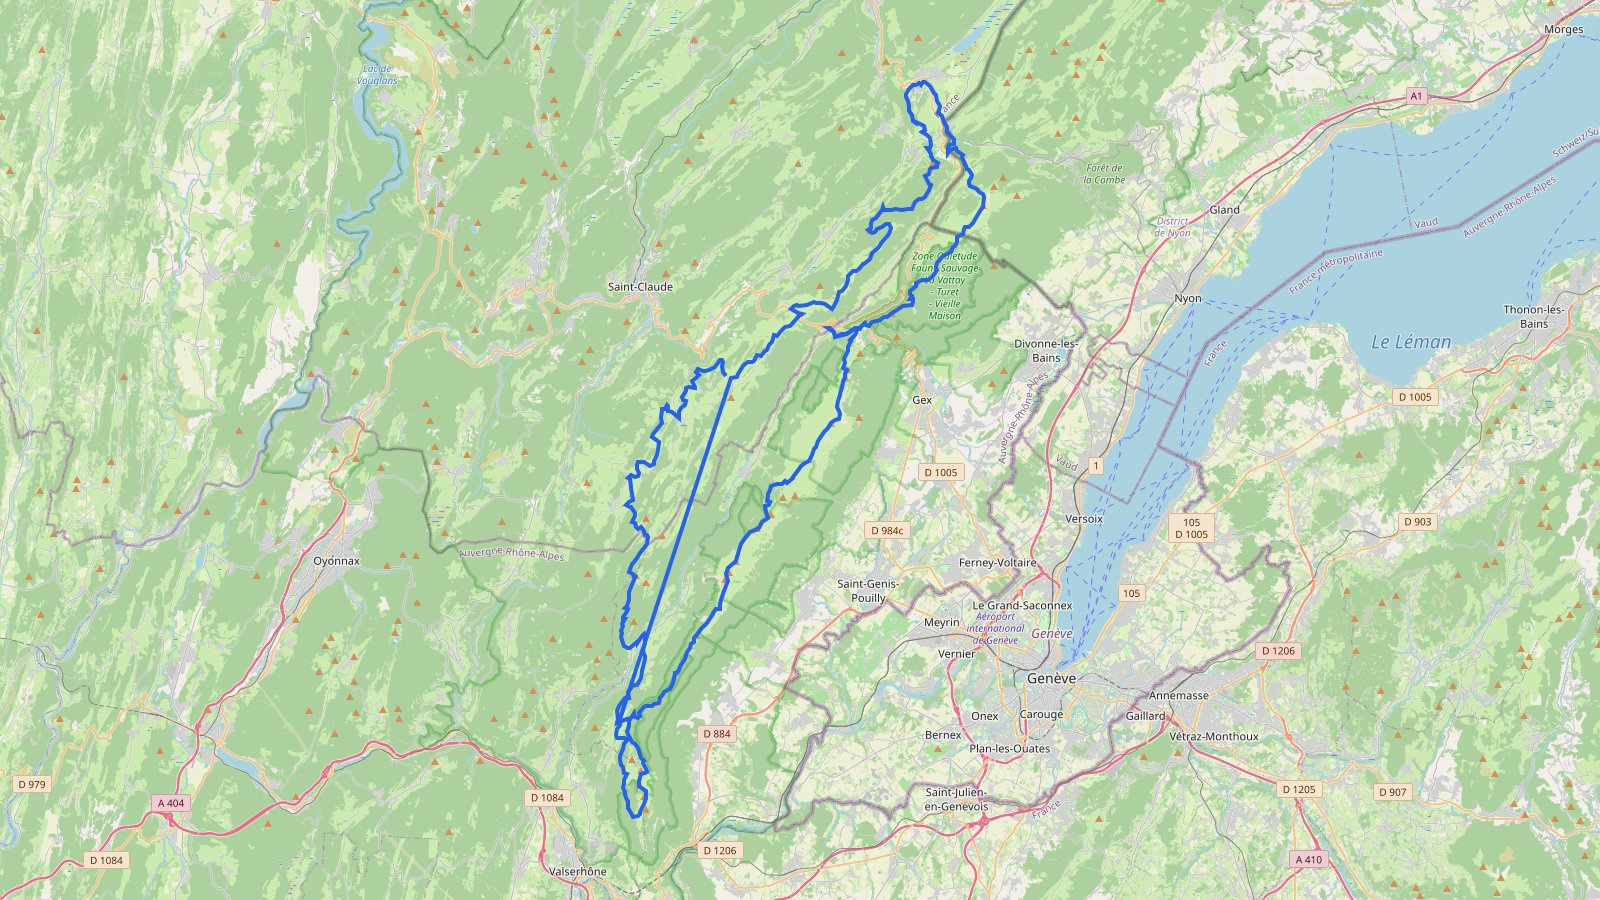 Morges
Lac de
Vouglans
A1
France
Schweiz/Su
Forêt de
la Combe
Auvergne-Rhône-Alpes
Gland
District
de Nyon
Vaud
France métropolitaine
Zone Quiétude
Faune Sauvage
La Vattay
- Turet
- Vieille
Maison
Saint-Claude
Nyon
Thonon-les-
Bains
Divonne-les-
Bains
Le Léman
France
Gex
D 1005
Auvergne-Rhône-Alpes
Vaud
1
D 1005
Versoix
105
D 1005
D 903
D 984c
Auvergne-Rhône-Alpes
Oyonnax
Ferney-Voltaire
Saint-Genis-
Pouilly
105
Le Grand-Saconnex
Aéroport
international
de Genève
Meyrin
Genève
Vernier
D 1206
Genève
Annemasse
Onex
Carouge
Gaillard
D 884
Bernex
Vétraz-Monthoux
Plan-les-Ouates
D 979
A 404
D 1084
Saint-Julien-
en-Genevois
France
D 1205
D 907
D 1084
D 1206
A 410
Valserhône